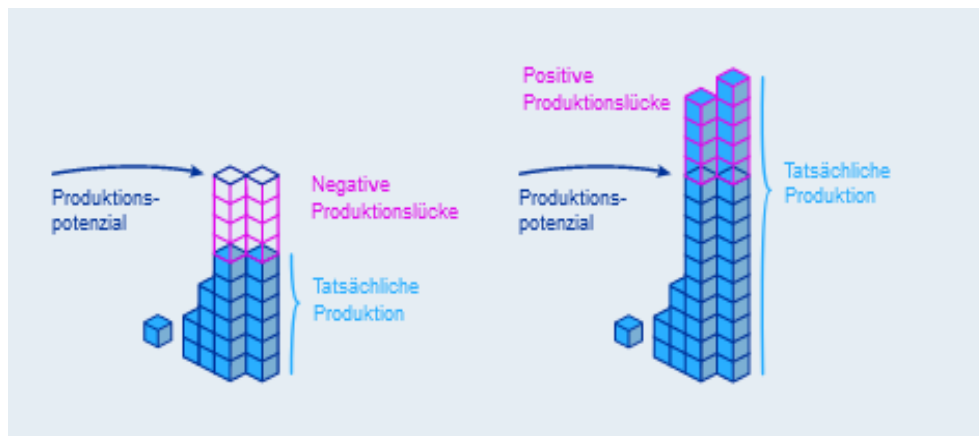 Produktions-
potenzial
Negative
Produktionslücke
Tatsächliche
Produktion
Positive
Produktionslücke
Produktions-
potenzial
Tatsächliche
Produktion